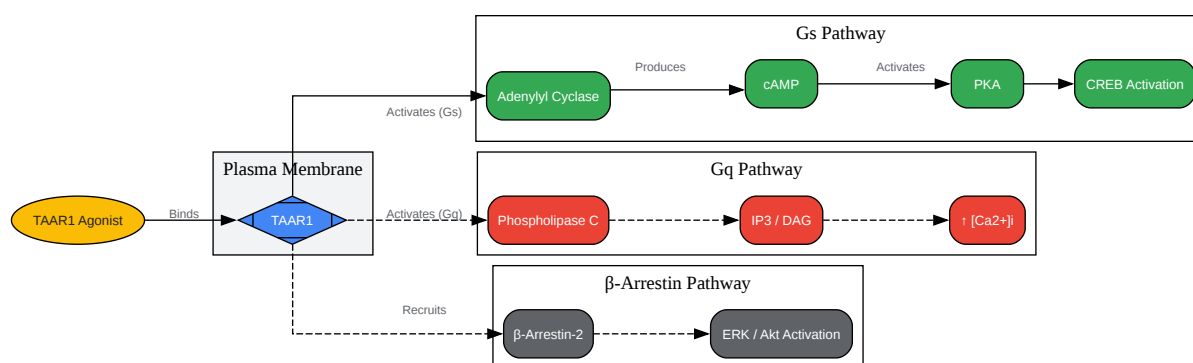 Gs Pathway
Produces
Activates
Adenylyl Cyclase
cAMP
PKA
CREB Activation
Activates (Gs)
Plasma Membrane
TAAR1 Agonist
Binds
TAAR1
Activates (Gq)
Gq Pathway
Phospholipase C
IP3 / DAG
↑ [Ca2+]i
β-Arrestin Pathway
Recruits
β-Arrestin-2
ERK / Akt Activation